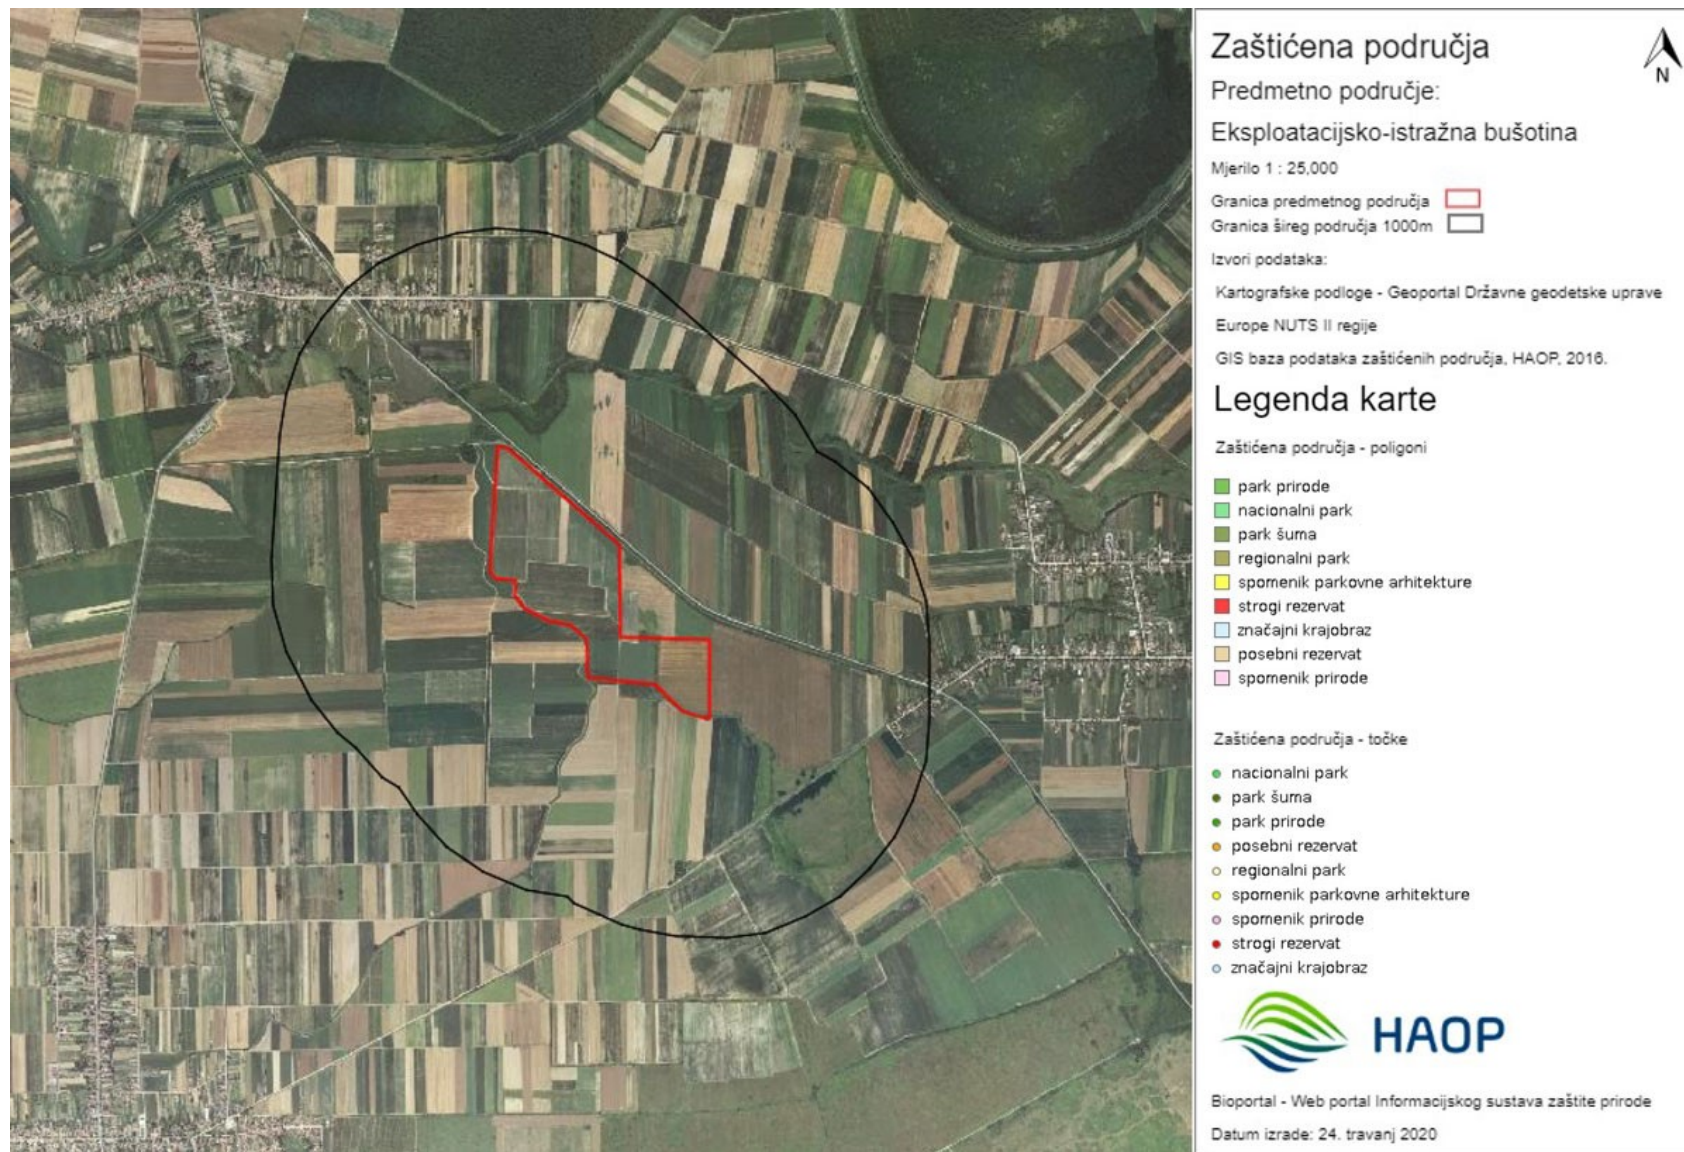 Zaštićena područja
N
Predmetno područje:
Eksploatacijsko-istražna bušotina
Mjerilo 1 : 25,000
Granica predmetnog područja
Granica šireg područja 1000m
Izvori podataka:
Kartografske podloge - Geoportal Državne geodetske uprave
Europe NUTS II regije
GIS baza podataka zaštićenih područja, HAOP, 2016.
Legenda karte
Zaštićena područja - poligoni
park prirode
nacionalni park
park šuma
regionalni park
spomenik parkovne arhitekture
strogi rezervat
značajni krajobraz
posebni rezervat
spomenik prirode
Zaštićena područja - točke
nacionalni park
park šuma
park prirode
posebni rezervat
regionalni park
spomenik parkovne arhitekture
spomenik prirode
strogi rezervat
značajni krajobraz
HAOP
Bioportal - Web portal Informacijskog sustava zaštite prirode
Datum izrade: 24. travanj 2020